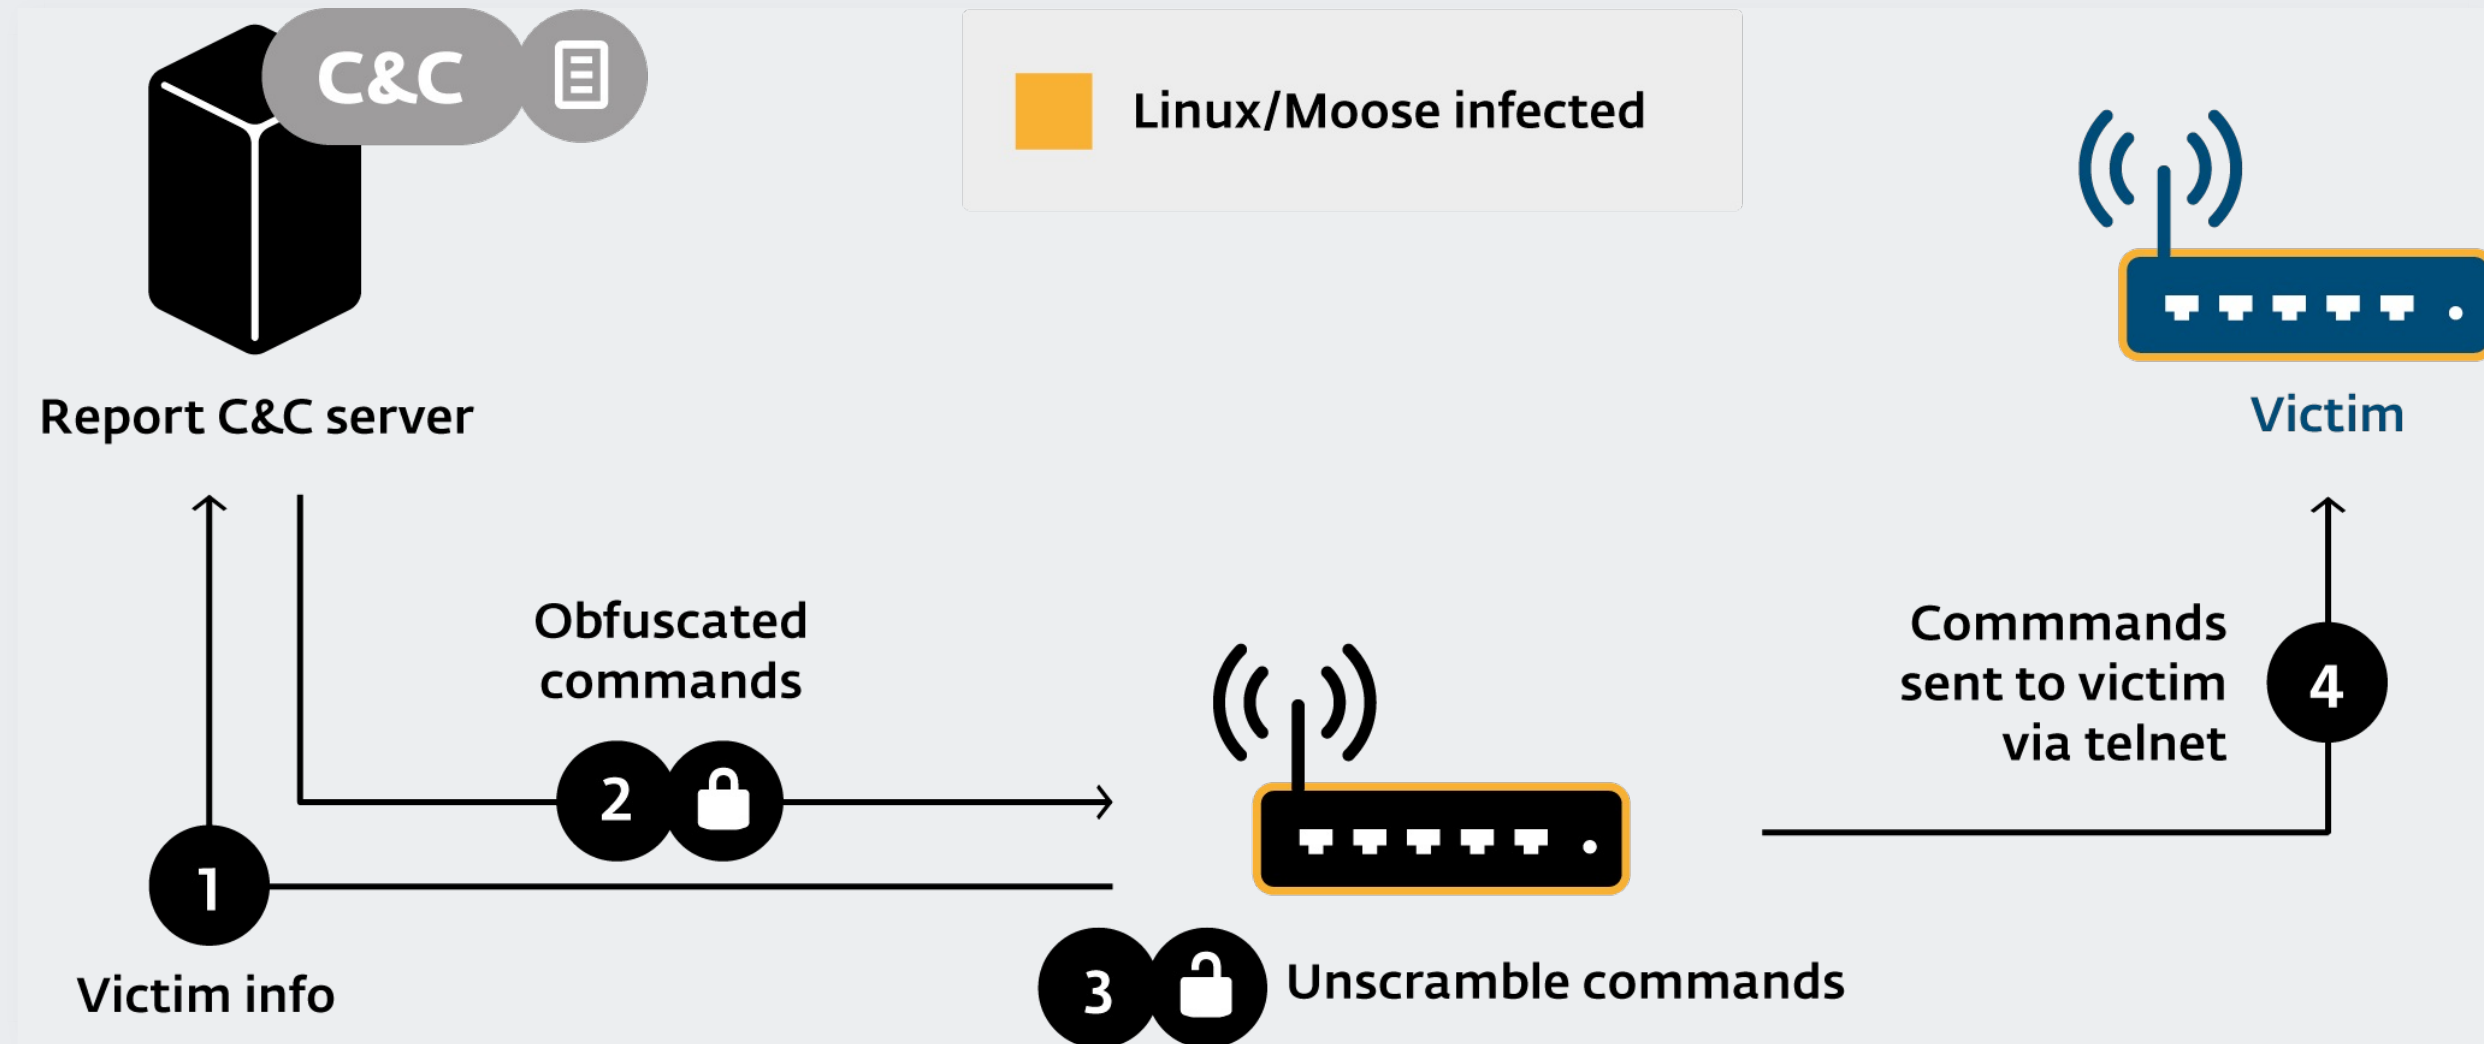 C&C
Linux/Moose infected
Report C&C server
Victim
Obfuscated
commands
Commmands
sent to victim
via telnet
4
2
1
Victim info
3
Unscramble commands